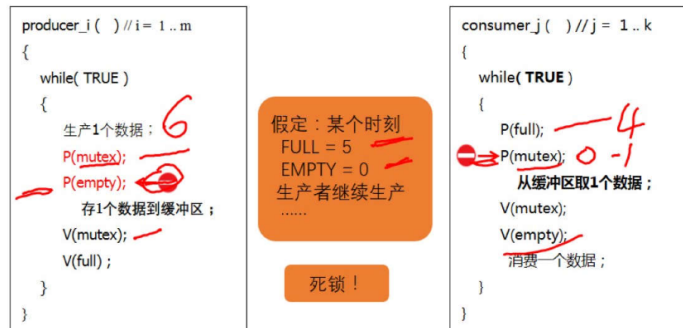 producer_i ( ) // i = 1 .. m
{
while( TRUE )
{
生产1个数据； 6
P(mutex);
P(empty);
存1个数据到缓冲区；
V(mutex);
V(full) ;
}
}
假定：某个时刻
FULL = 5
EMPTY = 0
生产者继续生产
……
死锁！
consumer_j ( ) // j = 1 .. k
{
while( TRUE )
{
P(full); 4
P(mutex); 0 -1
从缓冲区取1个数据；
V(mutex);
V(empty);
消费一个数据；
}
}